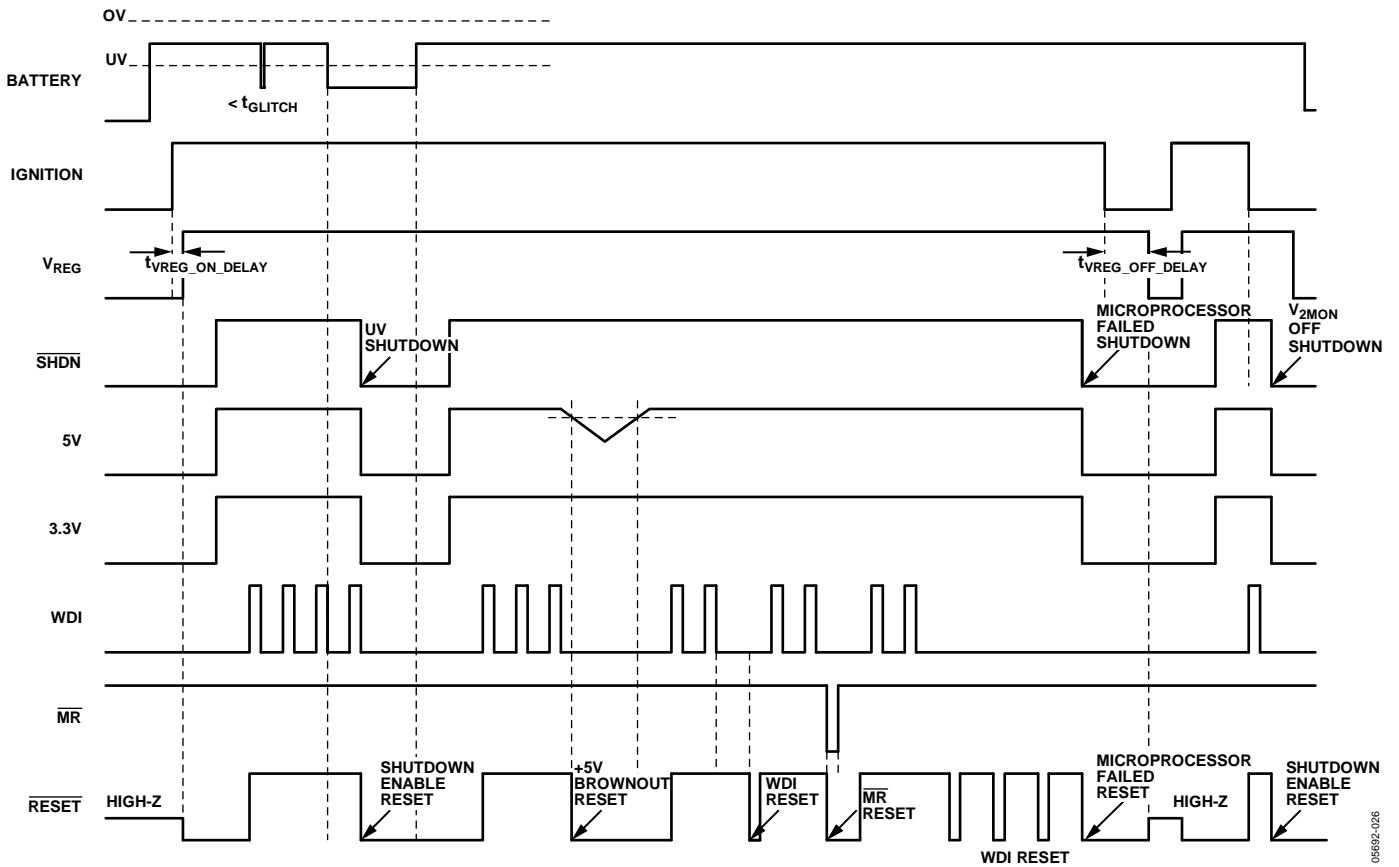 OV
UV
BATTERY
< tGLITCH
IGNITION
VREG
tVREG_ON_DELAY
tVREG_OFF_DELAY
SHDN
UV
SHUTDOWN
MICROPROCESSOR
FAILED
SHUTDOWN
V2MON
OFF
SHUTDOWN
5V
3.3V
WDI
MR
RESET
HIGH-Z
SHUTDOWN
ENABLE
RESET
+5V
BROWNOUT
RESET
WDI
RESET
MR
RESET
WDI RESET
MICROPROCESSOR
FAILED
RESET
HIGH-Z
SHUTDOWN
ENABLE
RESET
05692-026